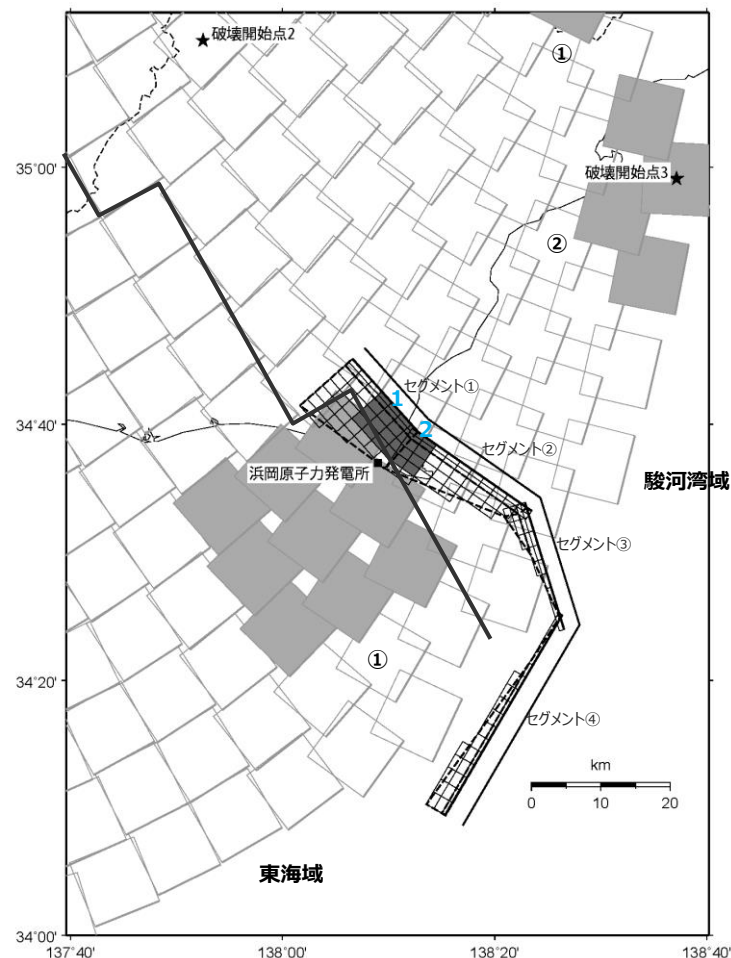 破壊開始点2
①
35°00'
破壊開始点3
②
セグメント①
1
34°40'
2
セグメント②
浜岡原子力発電所
駿河湾域
セグメント③
①
34°20'
セグメント④
km
0 10 20
東海域
34°00'
137°40' 138°00' 138°20' 138°40'